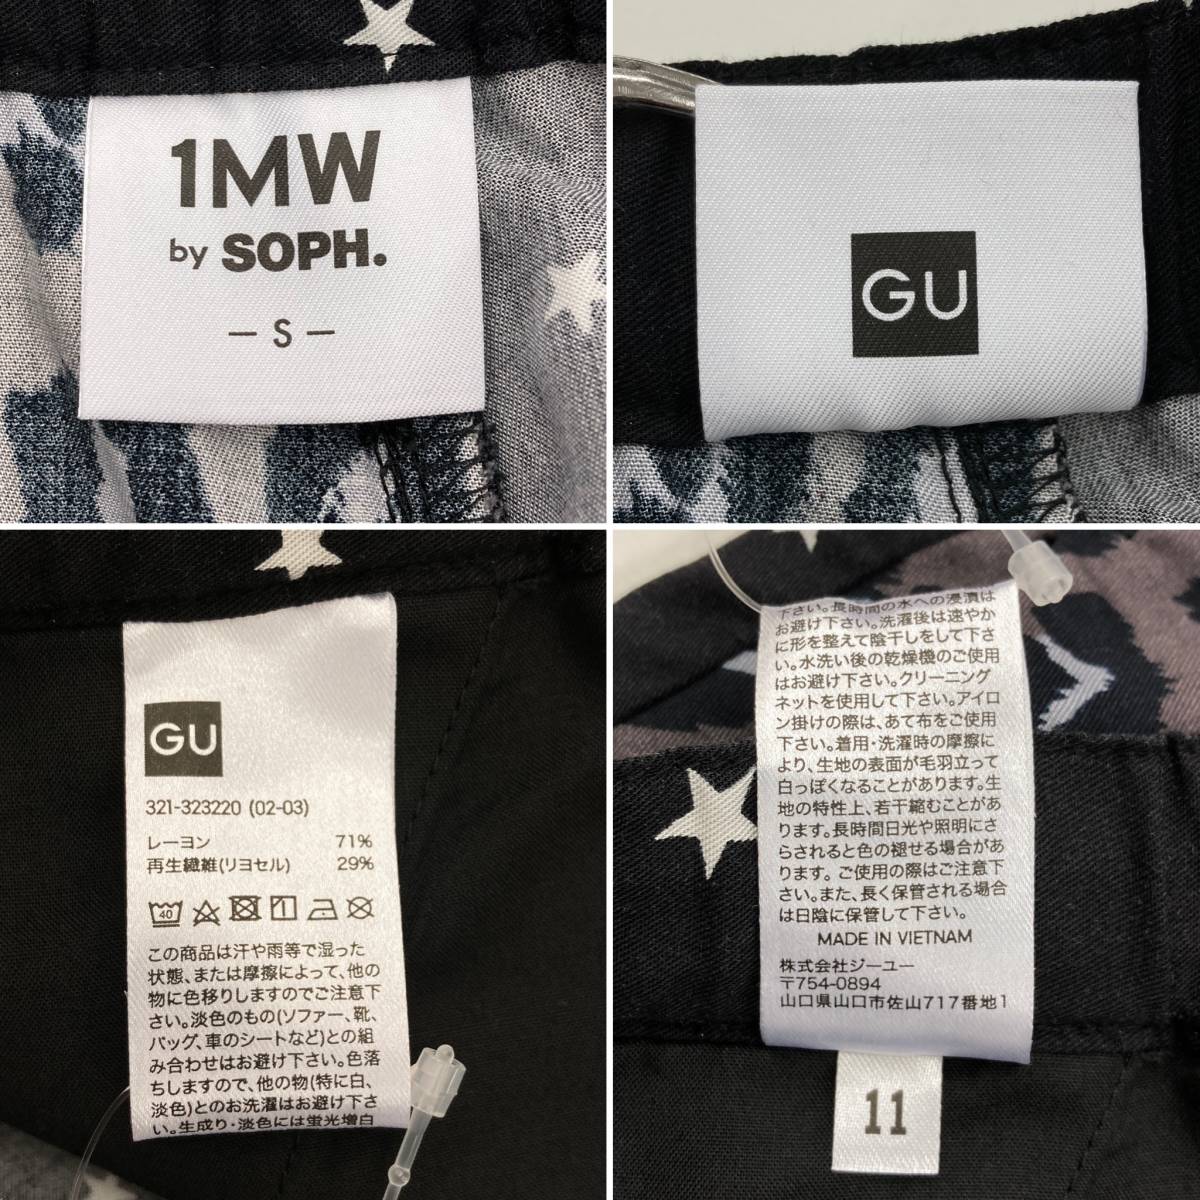 1MW
by SOPH.
— S —
GU
GU
321-323220 (02-03)
レーヨン 71%
再生繊維(リヨセル) 29%
40
この商品は汗や雨等で湿った
状態、または摩擦によって、他の
物に色移りしますのでご注意下
さい。淡色のもの(ソファー、靴、
バッグ、車のシートなど)との組
み合わせはお避け下さい。色落
ちしますので、他の物(特に白、
淡色)とのお洗濯はお避け下さ
い。生成り・淡色には蛍光増白
下さい。長時間の水への浸漬は
お避け下さい。洗濯後は速やか
に形を整えて陰干しをして下さ
い。水洗い後の乾燥機のご使用
はお避け下さい。クリーニング
ネットを使用して下さい。アイロ
ン掛けの際は、あて布をご使用
下さい。着用・洗濯時の摩擦に
より、生地の表面が毛羽立って
白っぽくなることがあります。生
地の特性上、若干縮むことがあ
ります。長時間日光や照明にさ
らされると色の褪せる場合があ
ります。ご使用の際はご注意下
さい。また、長く保管される場合
は日陰に保管して下さい。
MADE IN VIETNAM
株式会社ジーユー
〒754-0894
山口県山口市佐山717番地1
11